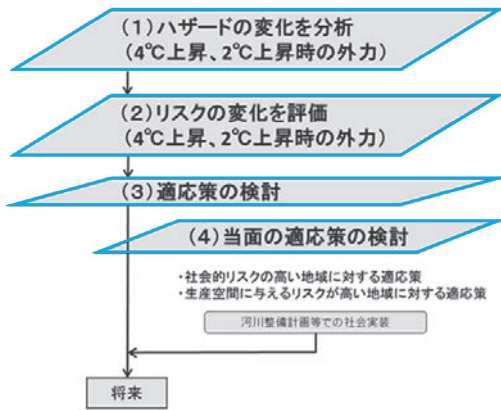 (1)ハザードの変化を分析
(4℃上昇、2℃上昇時の外力)
(2)リスクの変化を評価
(4℃上昇、2℃上昇時の外力)
(3)適応策の検討
(4)当面の適応策の検討
・社会的リスクの高い地域に対する適応策
・生産空間に与えるリスクが高い地域に対する適応策
河川整備計画等での社会実装
将来